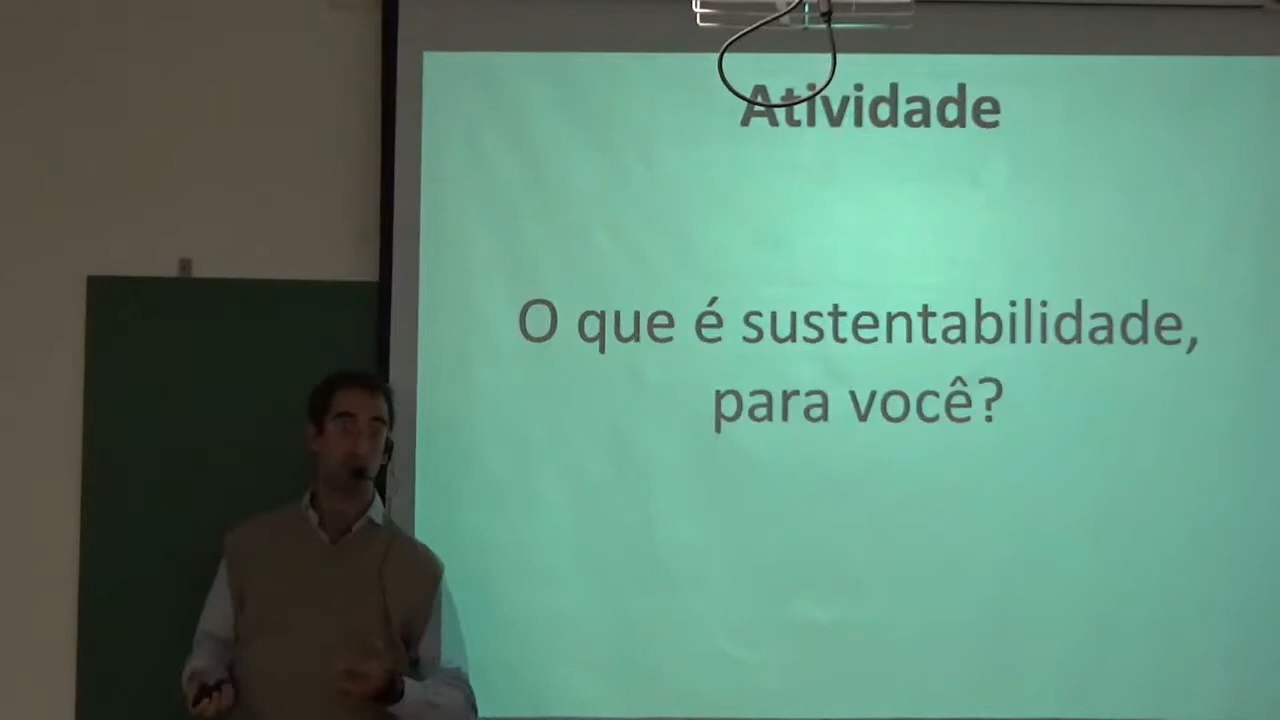 Atividade
O que é sustentabilidade,
para você?